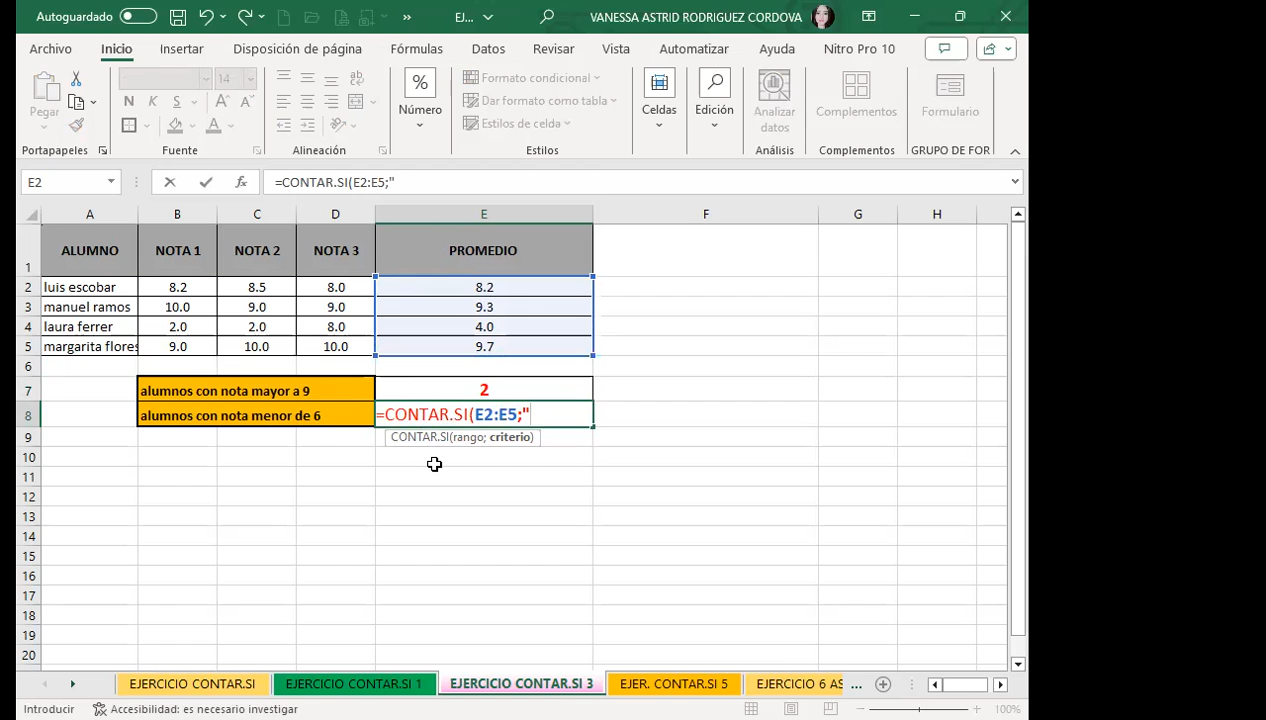 Autoguardado
EJ...
VANESSA ASTRID RODRIGUEZ CORDOVA
Archivo Inicio Insertar Disposición de página Fórmulas Datos Revisar Vista Automatizar Ayuda Nitro Pro 10
Pegar
14
N K S
A A
ab
%
Número
Formato condicional
Dar formato como tabla
Estilos de celda
Celdas
Edición
Analizar datos
Complementos
Formulario
Portapapeles Fuente Alineación Estilos Análisis Complementos GRUPO DE FOR
E2 fx =CONTAR.SI(E2:E5;"
A B C D E F G H
1 ALUMNO NOTA 1 NOTA 2 NOTA 3 PROMEDIO
2 luis escobar 8.2 8.5 8.0 8.2
3 manuel ramos 10.0 9.0 9.0 9.3
4 laura ferrer 2.0 2.0 8.0 4.0
5 margarita flores 9.0 10.0 10.0 9.7
6
7 alumnos con nota mayor a 9 2
8 alumnos con nota menor de 6 =CONTAR.SI(E2:E5;"
9 CONTAR.SI(rango; criterio)
10
11
12
13
14
15
16
17
18
19
20
EJERCICIO CONTAR.SI EJERCICIO CONTAR.SI 1 EJERCICIO CONTAR.SI 3 EJER. CONTAR.SI 5 EJERCICIO 6 AS ...
Introducir Accesibilidad: es necesario investigar 100%